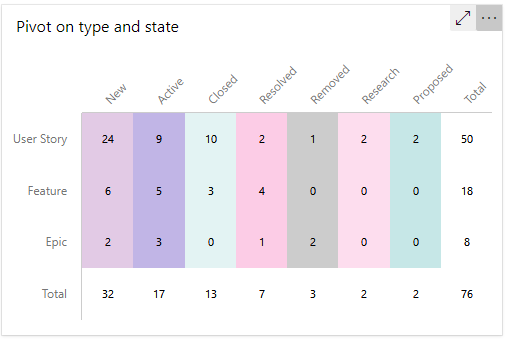 Pivot on type and state
New Active Closed Resolved Removed Research Proposed Total
User Story 24 9 10 2 1 2 2 50
Feature 6 5 3 4 0 0 0 18
Epic 2 3 0 1 2 0 0 8
Total 32 17 13 7 3 2 2 76